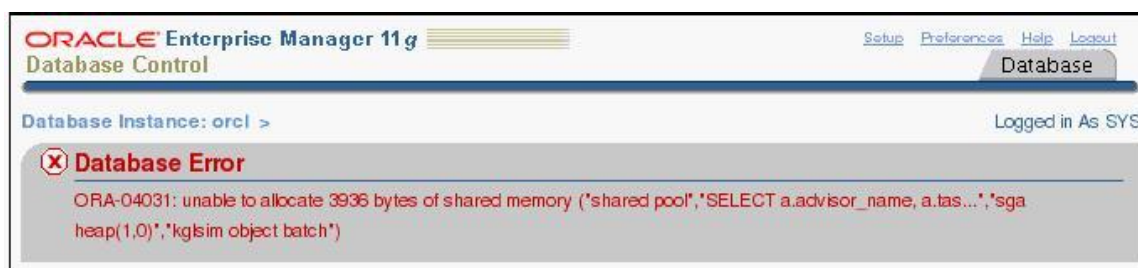 ORACLE Enterprise Manager 11g
Setup Preferences Help Logout
Database Control
Database
Database Instance: orcl >
Logged in As SYS
Database Error
ORA-04031: unable to allocate 3936 bytes of shared memory ("shared pool","SELECT a.advisor_name, a.tas...","sga
heap(1,0)","kglsim object batch")